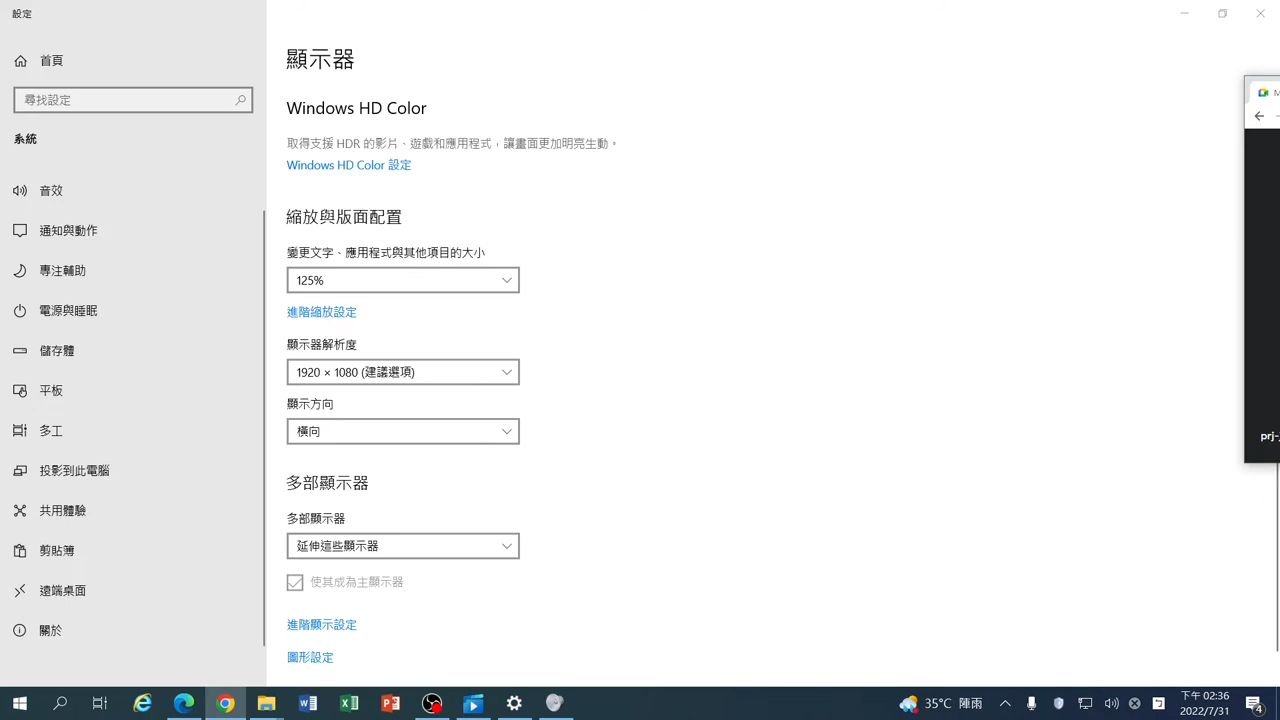 設定
首頁
尋找設定
系統
音效
通知與動作
專注輔助
電源與睡眠
儲存體
平板
多工
投影到此電腦
共用體驗
剪貼簿
遠端桌面
關於
顯示器
Windows HD Color
取得支援 HDR 的影片、遊戲和應用程式，讓畫面更加明亮生動。
Windows HD Color 設定
縮放與版面配置
變更文字、應用程式與其他項目的大小
125%
進階縮放設定
顯示器解析度
1920 × 1080 (建議選項)
顯示方向
橫向
多部顯示器
多部顯示器
延伸這些顯示器
使其成為主顯示器
進階顯示設定
圖形設定
M
prj-
35°C 陣雨
下午 02:36
2022/7/31
4